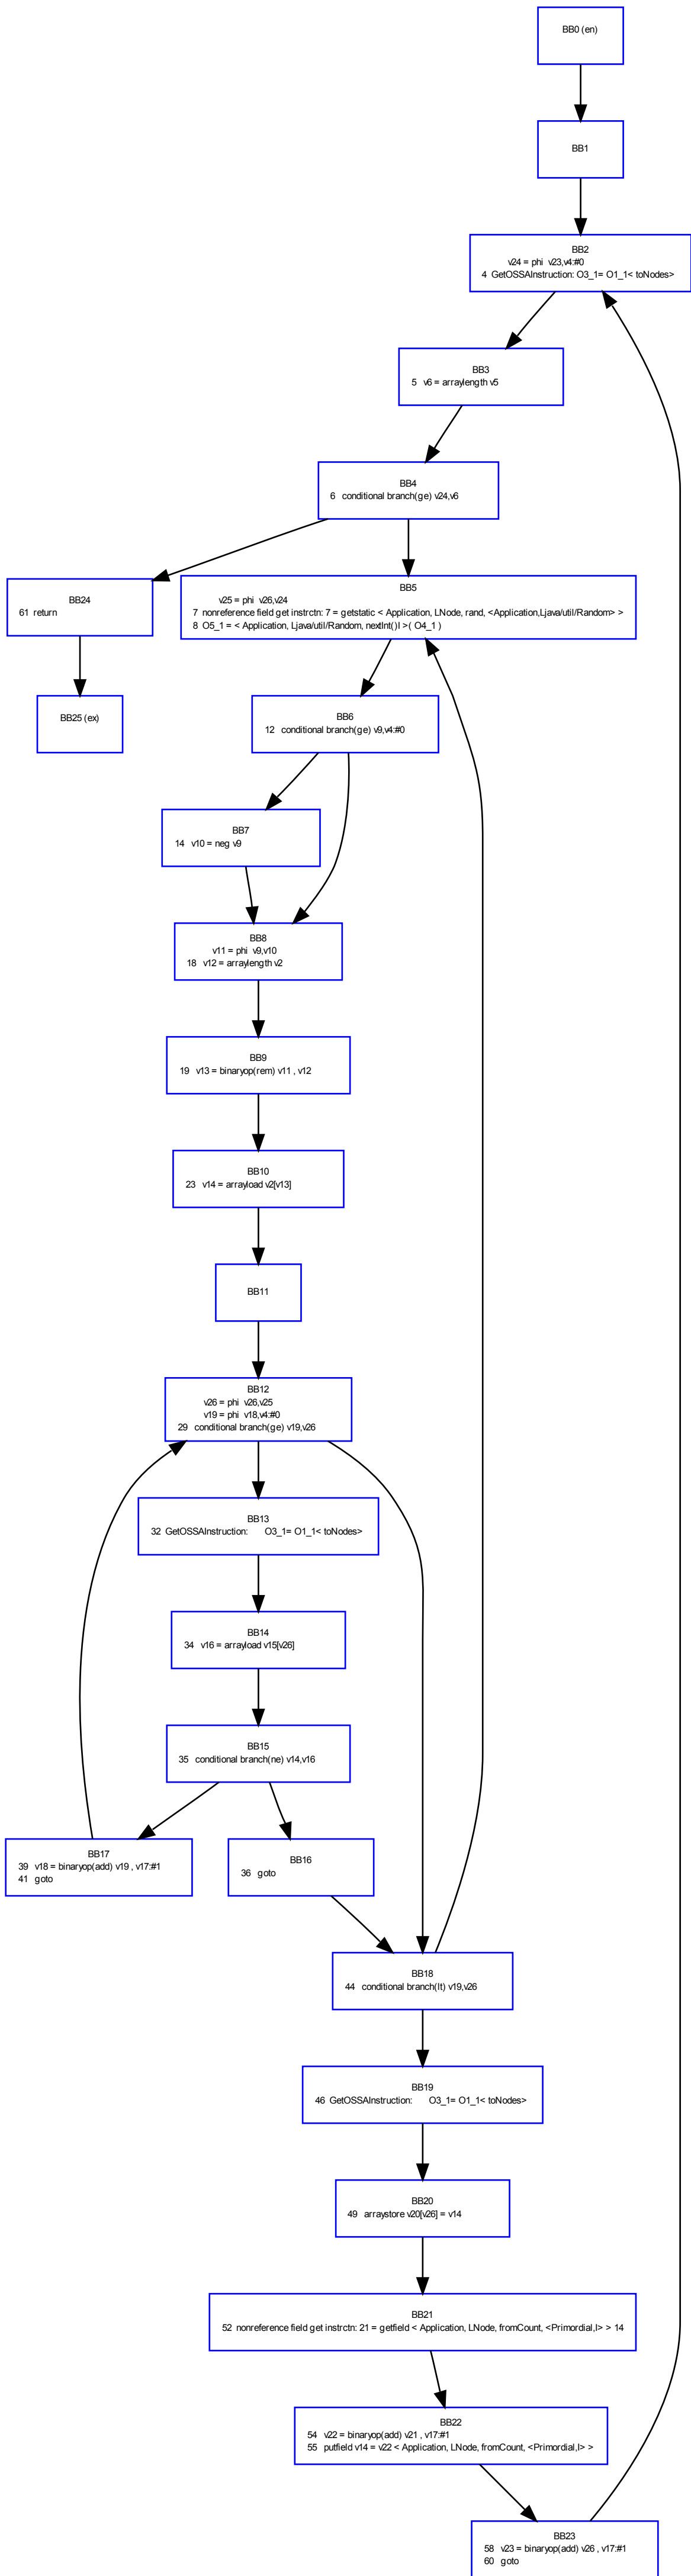 BB0 (en)
BB1
BB2
v24 = phi v23,v4:#0
4 GetOSSAInstruction: O3_1= O1_1< toNodes>
BB3
5 v6 = arraylength v5
BB4
6 conditional branch(ge) v24,v6
BB24
61 return
BB5
v25 = phi v26,v24
7 nonreference field get instrctn: 7 = getstatic < Application, LNode, rand, <Application,Ljava/util/Random> >
8 O5_1 = < Application, Ljava/util/Random, nextInt()I >( O4_1 )
BB25 (ex)
BB6
12 conditional branch(ge) v9,v4:#0
BB7
14 v10 = neg v9
BB8
v11 = phi v9,v10
18 v12 = arraylength v2
BB9
19 v13 = binaryop(rem) v11 , v12
BB10
23 v14 = arrayload v2[v13]
BB11
BB12
v26 = phi v26,v25
v19 = phi v18,v4:#0
29 conditional branch(ge) v19,v26
BB13
32 GetOSSAInstruction: O3_1= O1_1< toNodes>
BB14
34 v16 = arrayload v15[v26]
BB15
35 conditional branch(ne) v14,v16
BB17
39 v18 = binaryop(add) v19 , v17:#1
41 goto
BB16
36 goto
BB18
44 conditional branch(lt) v19,v26
BB19
46 GetOSSAInstruction: O3_1= O1_1< toNodes>
BB20
49 arraystore v20[v26] = v14
BB21
52 nonreference field get instrctn: 21 = getfield < Application, LNode, fromCount, <Primordial,I> > 14
BB22
54 v22 = binaryop(add) v21 , v17:#1
55 putfield v14 = v22 < Application, LNode, fromCount, <Primordial,I> >
BB23
58 v23 = binaryop(add) v26 , v17:#1
60 goto